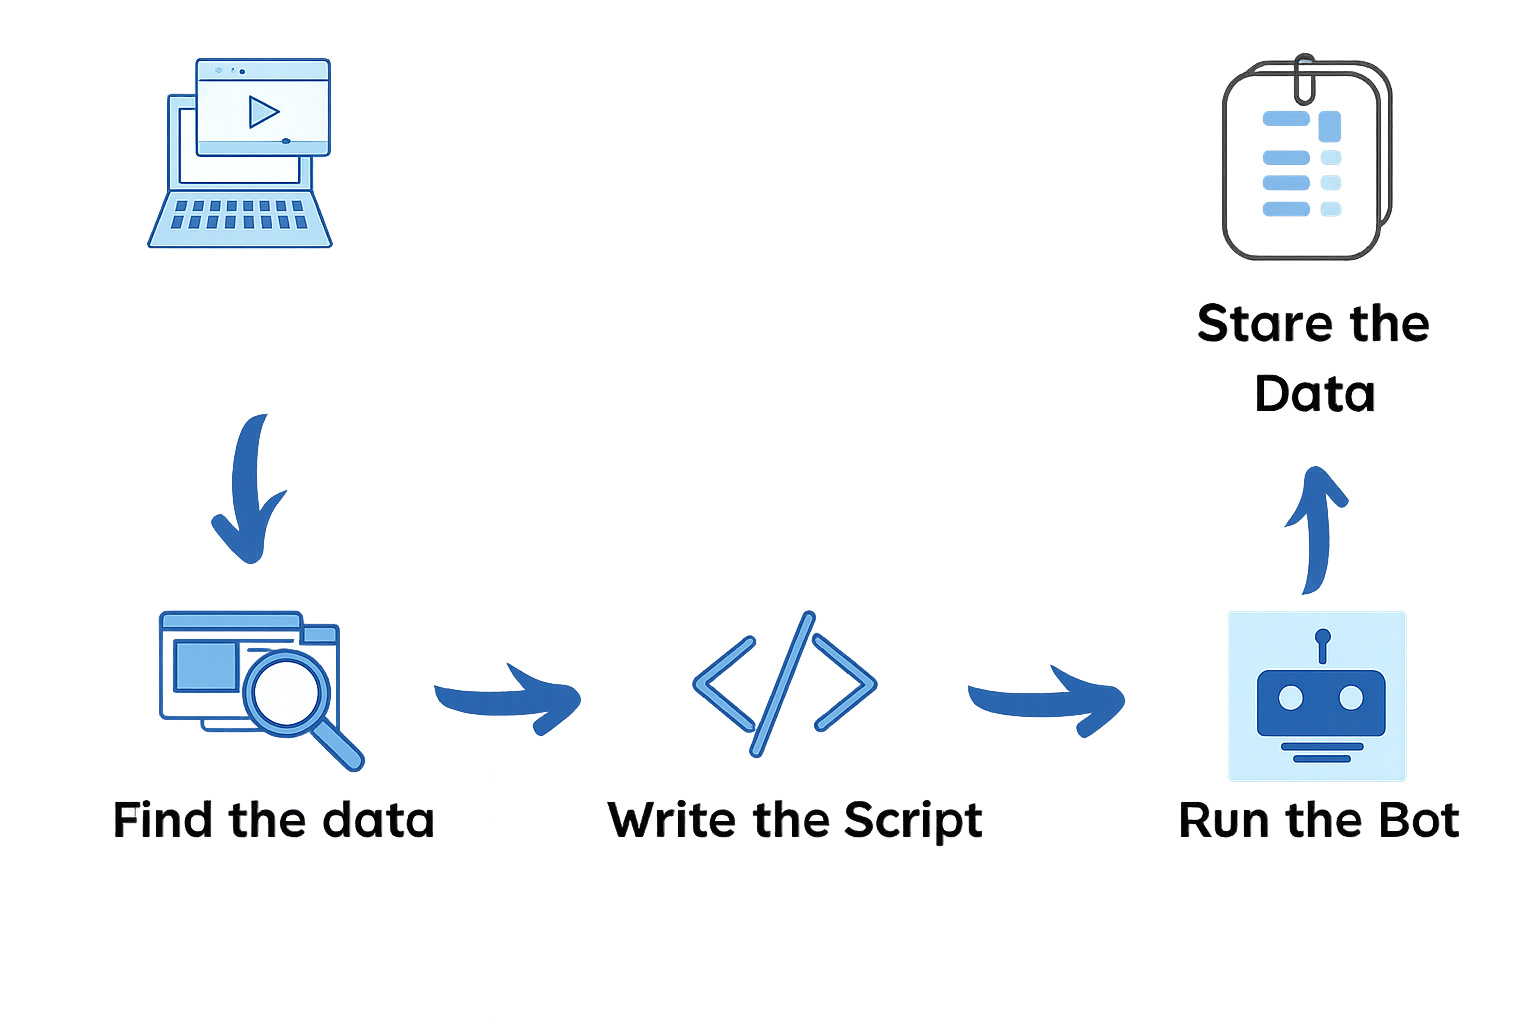 Stare the
Data
Find the data
Write the Script
Run the Bot